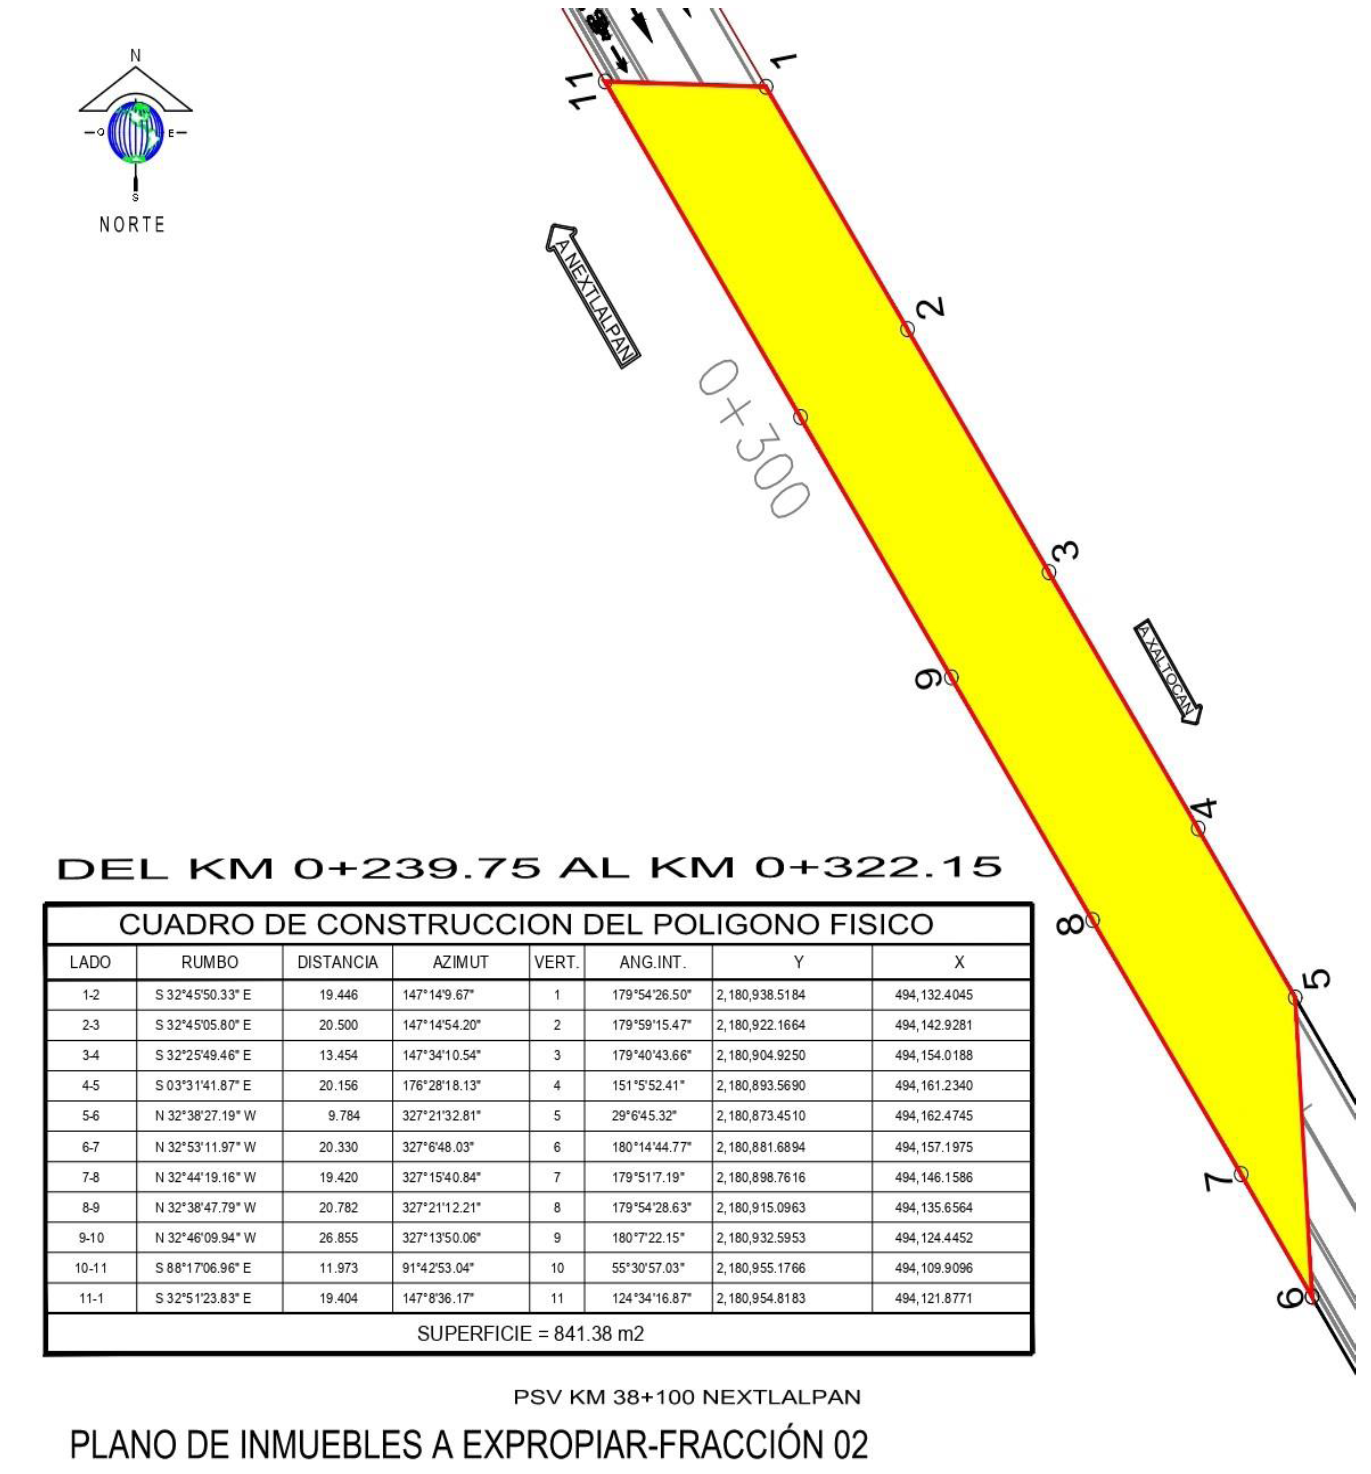 N
O E
S
NORTE
11
1
A NEXTLALPAN
2
0+300
3
A XALTOCAN
9
4
8
5
7
6
DEL KM 0+239.75 AL KM 0+322.15
CUADRO DE CONSTRUCCION DEL POLIGONO FISICO
LADO RUMBO DISTANCIA AZIMUT VERT. ANG.INT. Y X
1-2 S 32°45'50.33" E 19.446 147°14'9.67" 1 179°54'26.50" 2,180,938.5184 494,132.4045
2-3 S 32°45'05.80" E 20.500 147°14'54.20" 2 179°59'15.47" 2,180,922.1664 494,142.9281
3-4 S 32°25'49.46" E 13.454 147°34'10.54" 3 179°40'43.66" 2,180,904.9250 494,154.0188
4-5 S 03°31'41.87" E 20.156 176°28'18.13" 4 151°5'52.41" 2,180,893.5690 494,161.2340
5-6 N 32°38'27.19" W 9.784 327°21'32.81" 5 29°6'45.32" 2,180,873.4510 494,162.4745
6-7 N 32°53'11.97" W 20.330 327°6'48.03" 6 180°14'44.77" 2,180,881.6894 494,157.1975
7-8 N 32°44'19.16" W 19.420 327°15'40.84" 7 179°51'7.19" 2,180,898.7616 494,146.1586
8-9 N 32°38'47.79" W 20.782 327°21'12.21" 8 179°54'28.63" 2,180,915.0963 494,135.6564
9-10 N 32°46'09.94" W 26.855 327°13'50.06" 9 180°7'22.15" 2,180,932.5953 494,124.4452
10-11 S 88°17'06.96" E 11.973 91°42'53.04" 10 55°30'57.03" 2,180,955.1766 494,109.9096
11-1 S 32°51'23.83" E 19.404 147°8'36.17" 11 124°34'16.87" 2,180,954.8183 494,121.8771
SUPERFICIE = 841.38 m2
PSV KM 38+100 NEXTLALPAN
PLANO DE INMUEBLES A EXPROPIAR-FRACCIÓN 02